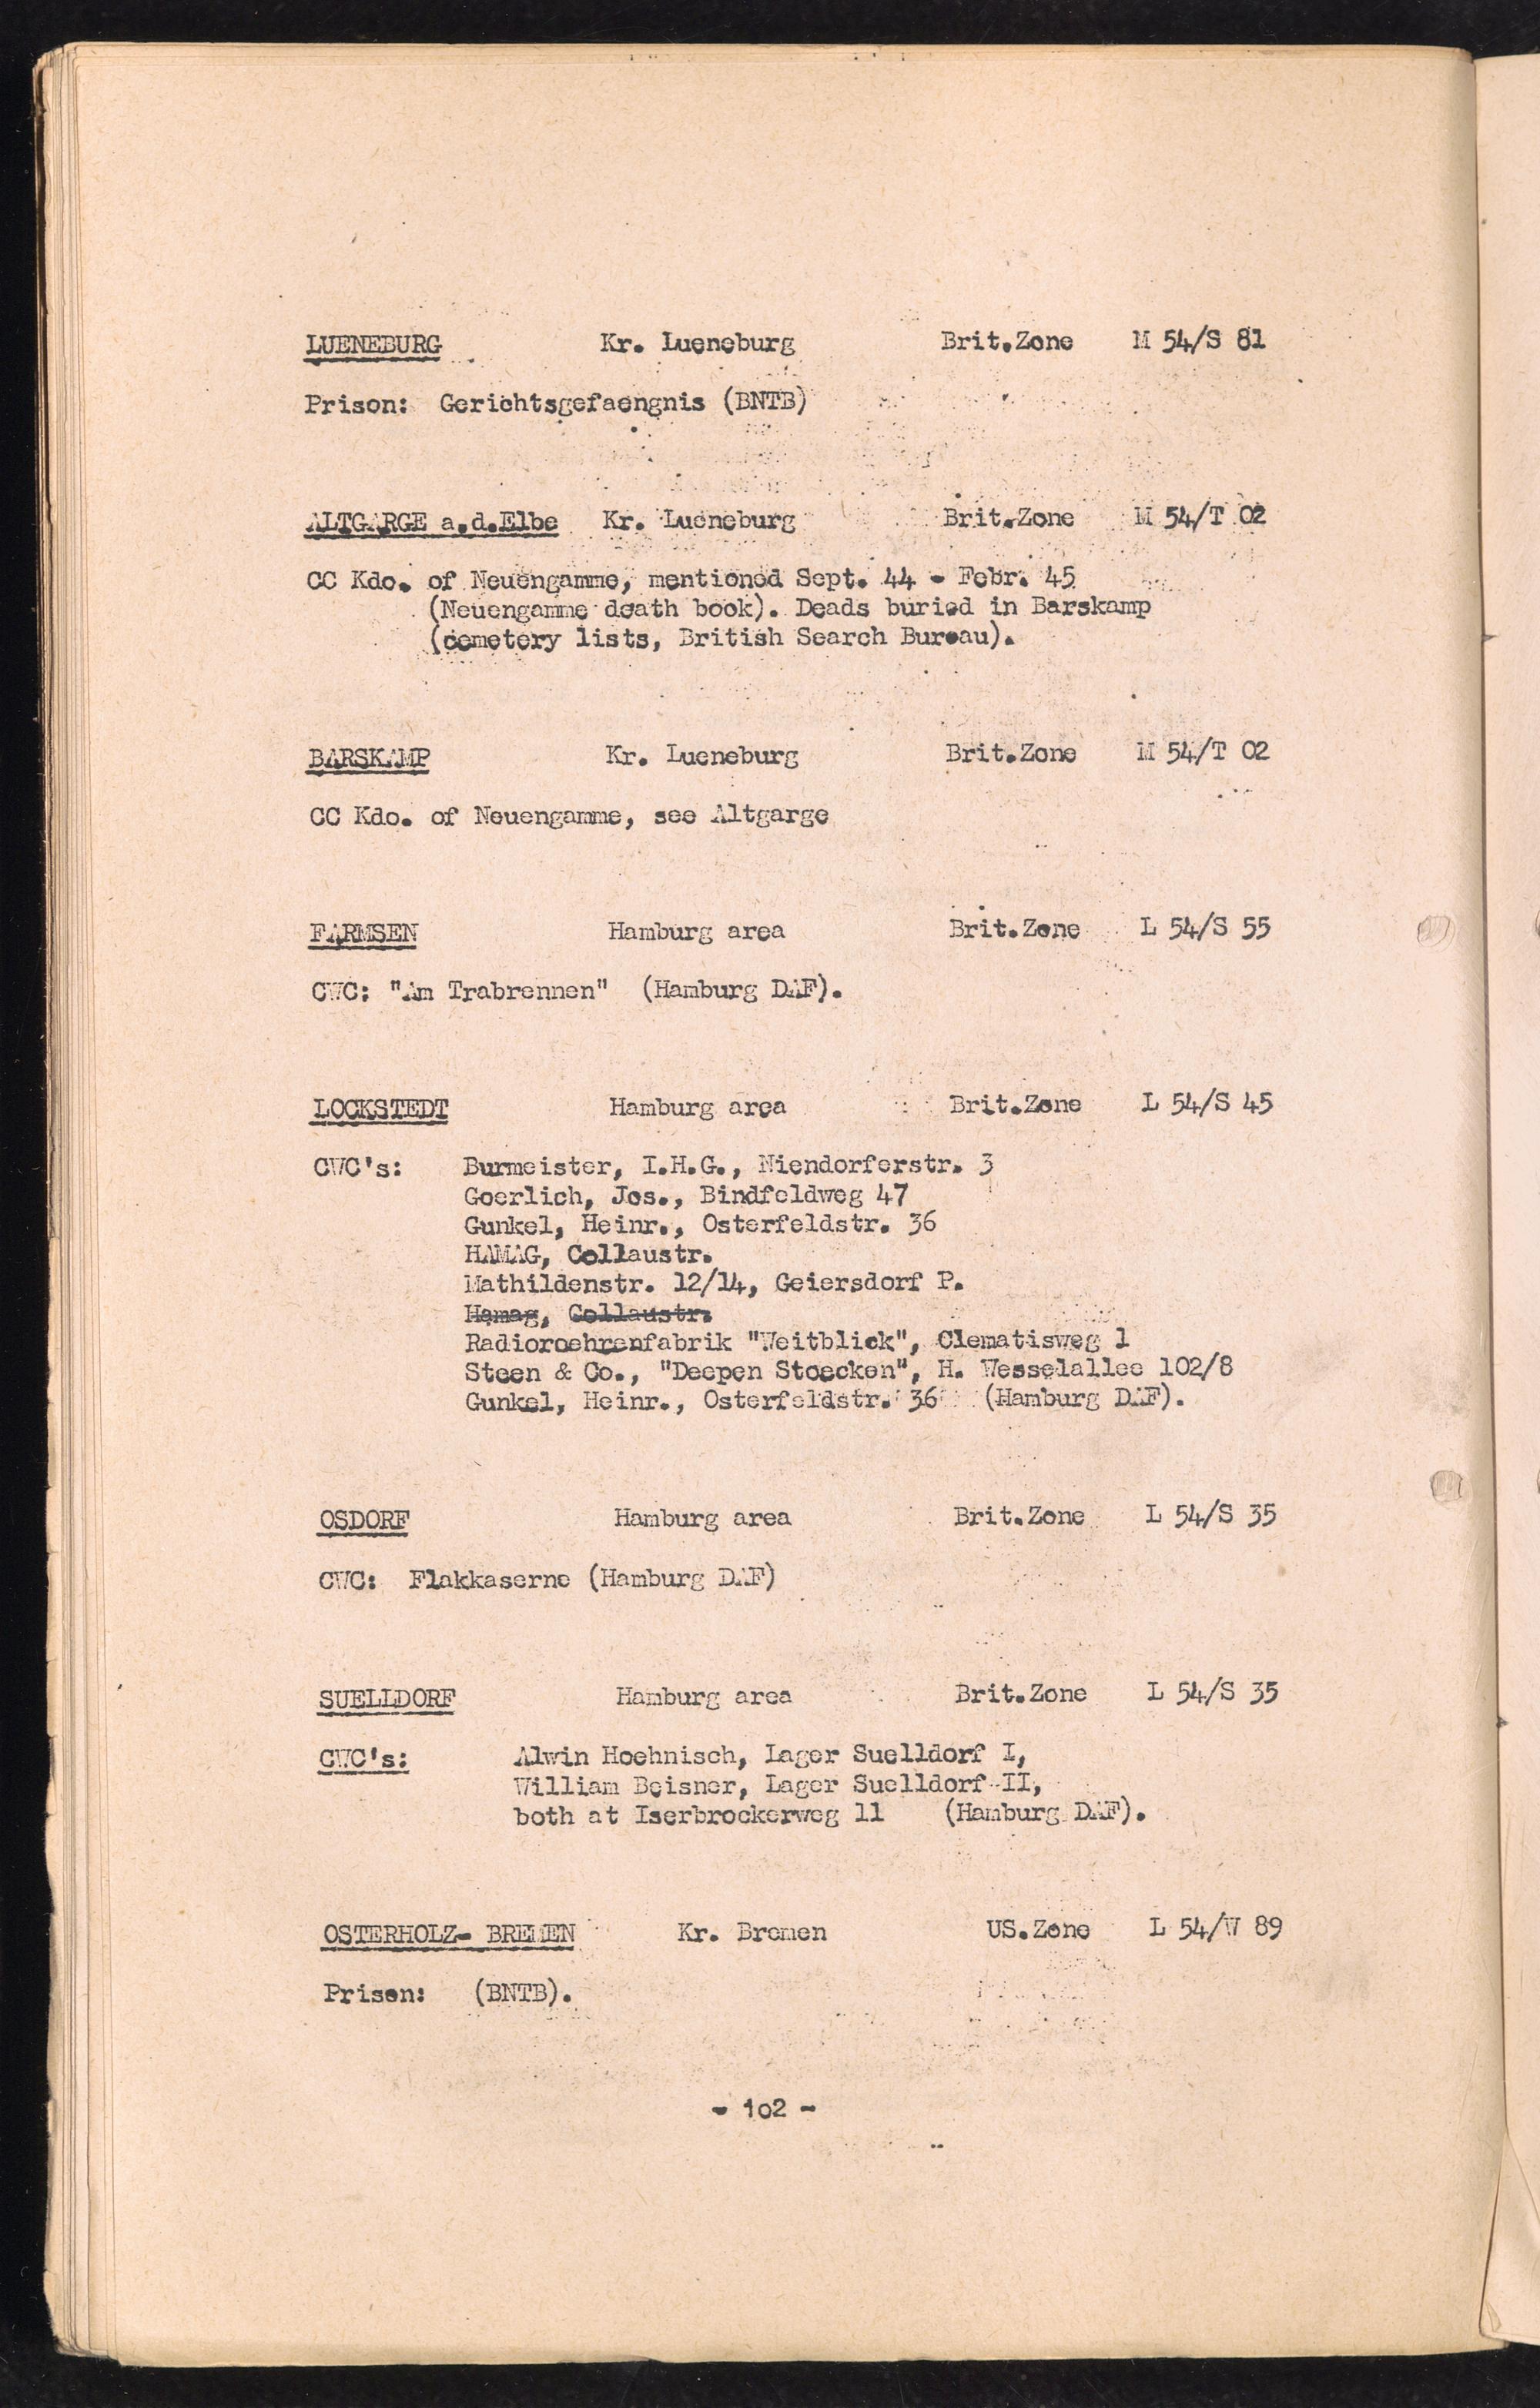 LUENEBURG Kr. Lueneburg Brit.Zone M 54/S 81
Prison: Gerichtsgefaengnis (BNTB)
ALTGARGE a.d.Elbe Kr. Lueneburg Brit.Zone M 54/T 02
CC Kdo. of Neuengamme, mentioned Sept. 44 - Febr. 45
(Neuengamme death book). Deads buried in Barskamp
(cemetery lists, British Search Bureau).
BARSKAMP Kr. Lueneburg Brit.Zone M 54/T 02
CC Kdo. of Neuengamme, see Altgarge
FARMSEN Hamburg area Brit.Zone L 54/S 55
CWC: "Am Trabrennen" (Hamburg DAF).
LOCKSTEDT Hamburg area Brit.Zone L 54/S 45
CWC's: Burmeister, I.H.G., Niendorferstr. 3
Goerlich, Jos., Bindfeldweg 47
Gunkel, Heinr., Osterfeldstr. 36
HAMAG, Collaustr.
Mathildenstr. 12/14, Geiersdorf P.
Hamag, Collaustr.
Radioroehrenfabrik "Weitblick", Clematisweg 1
Steen & Co., "Deepen Stoecken", H. Wesselallee 102/8
Gunkel, Heinr., Osterfeldstr. 36 (Hamburg DAF).
OSDORF Hamburg area Brit.Zone L 54/S 35
CWC: Flakkaserne (Hamburg DAF)
SUELLDORF Hamburg area Brit.Zone L 54/S 35
CWC's: Alwin Hoehnisch, Lager Suelldorf I,
William Beisner, Lager Suelldorf II,
both at Iserbrockerweg 11 (Hamburg DAF).
OSTERHOLZ- BREMEN Kr. Bremen US.Zone L 54/W 89
Prison: (BNTB).
- 102 -